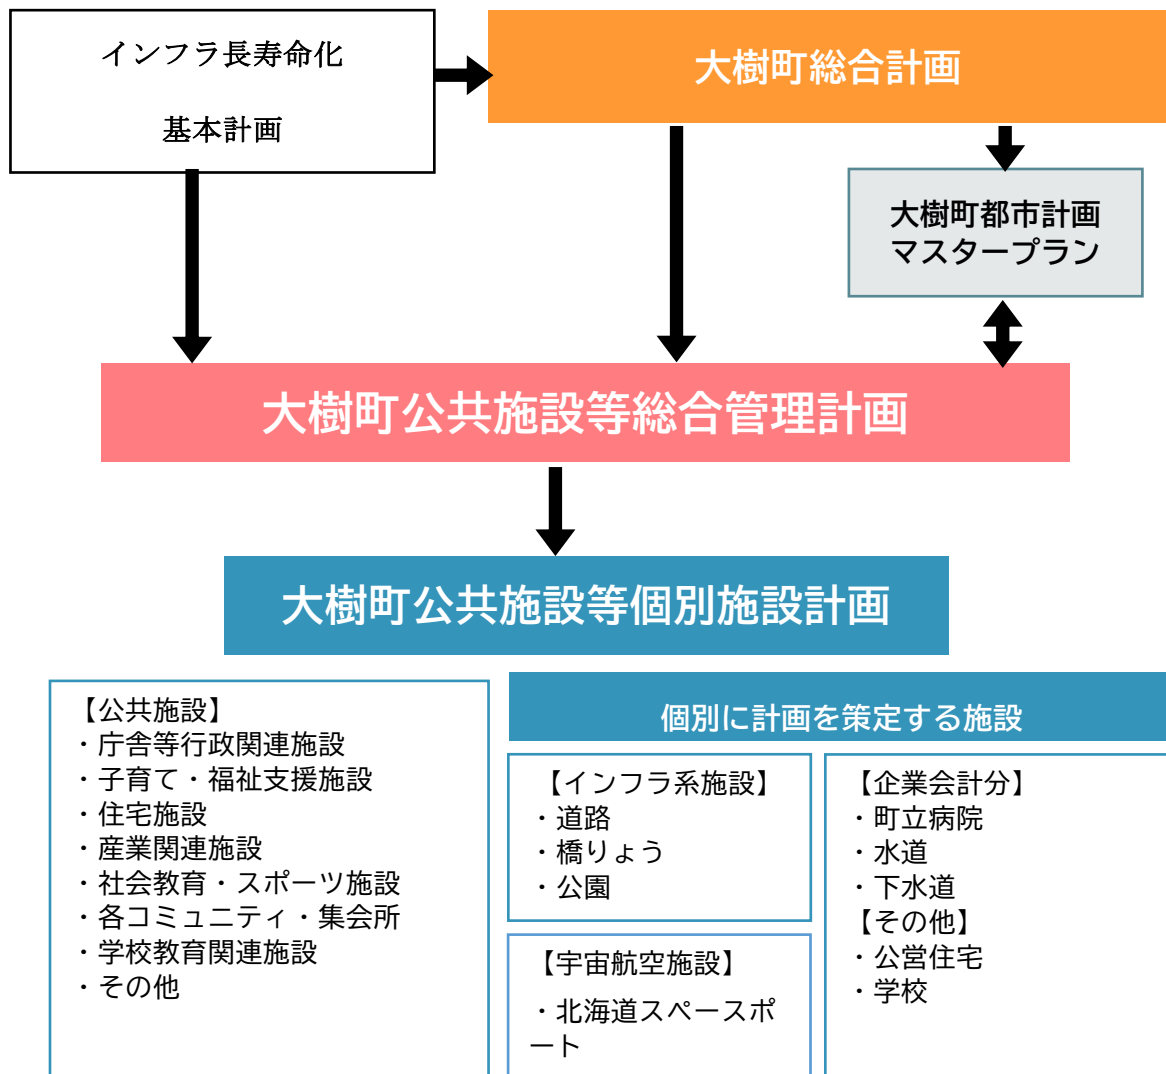 インフラ長寿命化
基本計画
大樹町総合計画
大樹町都市計画
マスタープラン
大樹町公共施設等総合管理計画
大樹町公共施設等個別施設計画
【公共施設】
・庁舎等行政関連施設
・子育て・福祉支援施設
・住宅施設
・産業関連施設
・社会教育・スポーツ施設
・各コミュニティ・集会所
・学校教育関連施設
・その他
個別に計画を策定する施設
【インフラ系施設】
・道路
・橋りょう
・公園
【宇宙航空施設】
・北海道スペースポ
ート
【企業会計分】
・町立病院
・水道
・下水道
【その他】
・公営住宅
・学校